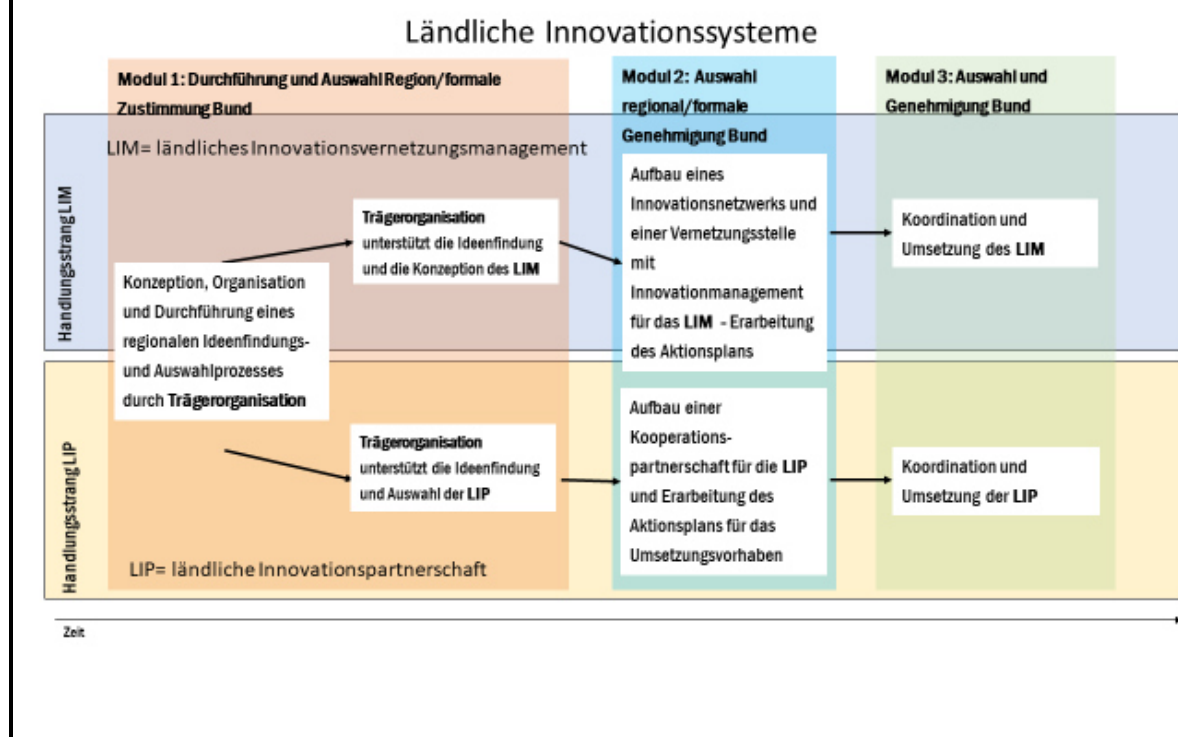 Ländliche Innovationssysteme
Modul 1: Durchführung und Auswahl Region/formale
Zustimmung Bund
Modul 2: Auswahl
regional/formale
Genehmigung Bund
Modul 3: Auswahl und
Genehmigung Bund
Handlungsstrang LIM
LIM= ländliches Innovationsvernetzungsmanagement
Konzeption, Organisation
und Durchführung eines
regionalen Ideenfindungs-
und Auswahlprozesses
durch Trägerorganisation
Trägerorganisation
unterstützt die Ideenfindung
und die Konzeption des LIM
Aufbau eines
Innovationsnetzwerks und
einer Vernetzungsstelle
mit
Innovationmanagement
für das LIM - Erarbeitung
des Aktionsplans
Koordination und
Umsetzung des LIM
Handlungsstrang LIP
Trägerorganisation
unterstützt die Ideenfindung
und Auswahl der LIP
Aufbau einer
Kooperations-
partnerschaft für die LIP
und Erarbeitung des
Aktionsplans für das
Umsetzungsvorhaben
Koordination und
Umsetzung der LIP
LIP= ländliche Innovationspartnerschaft
Zeit